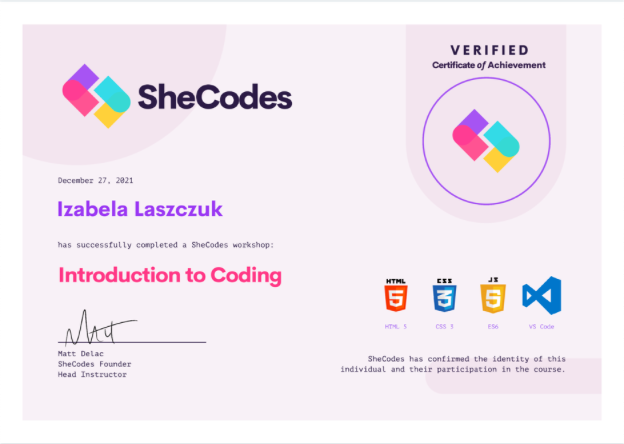 SheCodes
VERIFIED
Certificate of Achievement
December 27, 2021
Izabela Laszczuk
has successfully completed a SheCodes workshop:
Introduction to Coding
HTML
5
CSS
3
JS
5
HTML 5
CSS 3
ES6
VS Code
Matt
Matt Delac
SheCodes Founder
Head Instructor
SheCodes has confirmed the identity of this
individual and their participation in the course.